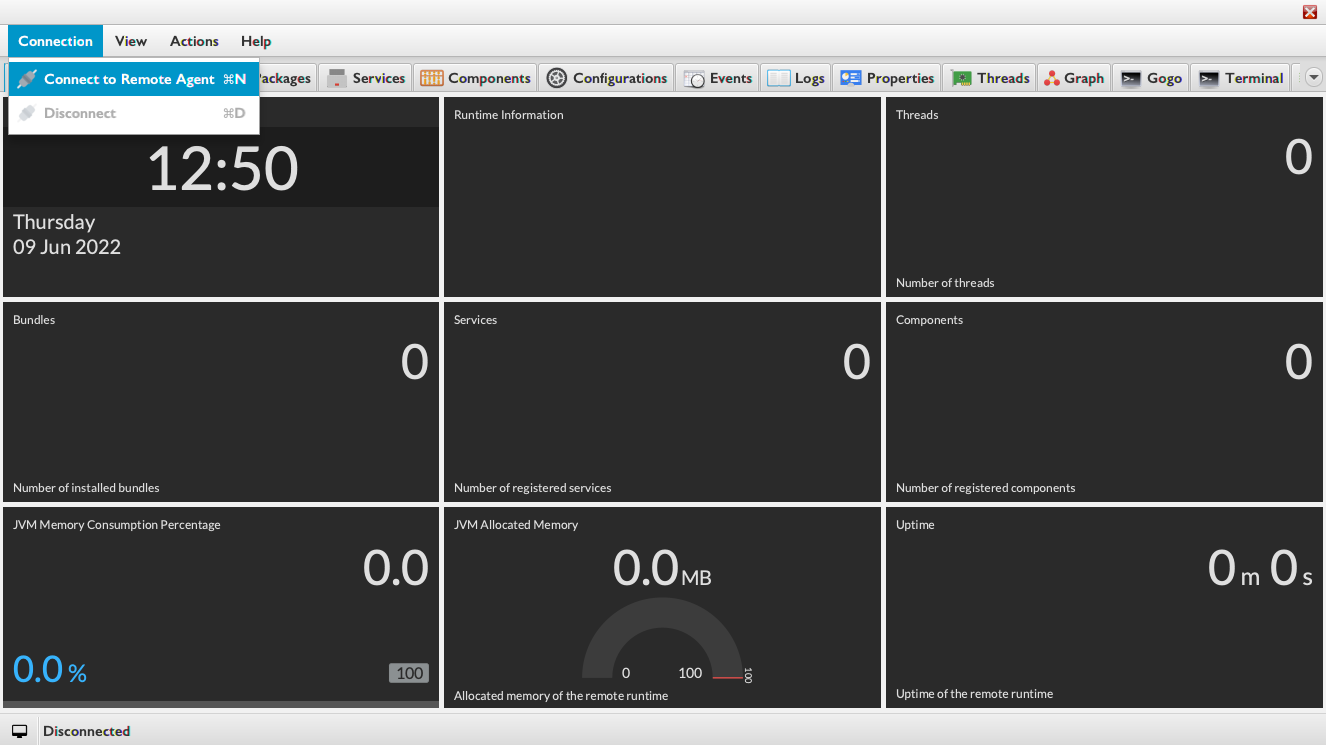 Connection View Actions Help
Connect to Remote Agent ⌘N
Disconnect ⌘D
Services Components Configurations Events Logs Properties Threads Graph Gogo Terminal
12:50
Thursday
09 Jun 2022
Runtime Information
Threads
0
Number of threads
Bundles
0
Number of installed bundles
Services
0
Number of registered services
Components
0
Number of registered components
JVM Memory Consumption Percentage
0.0
0.0 %
100
JVM Allocated Memory
0.0 MB
0 100 100
Allocated memory of the remote runtime
Uptime
0 m 0 s
Uptime of the remote runtime
Disconnected